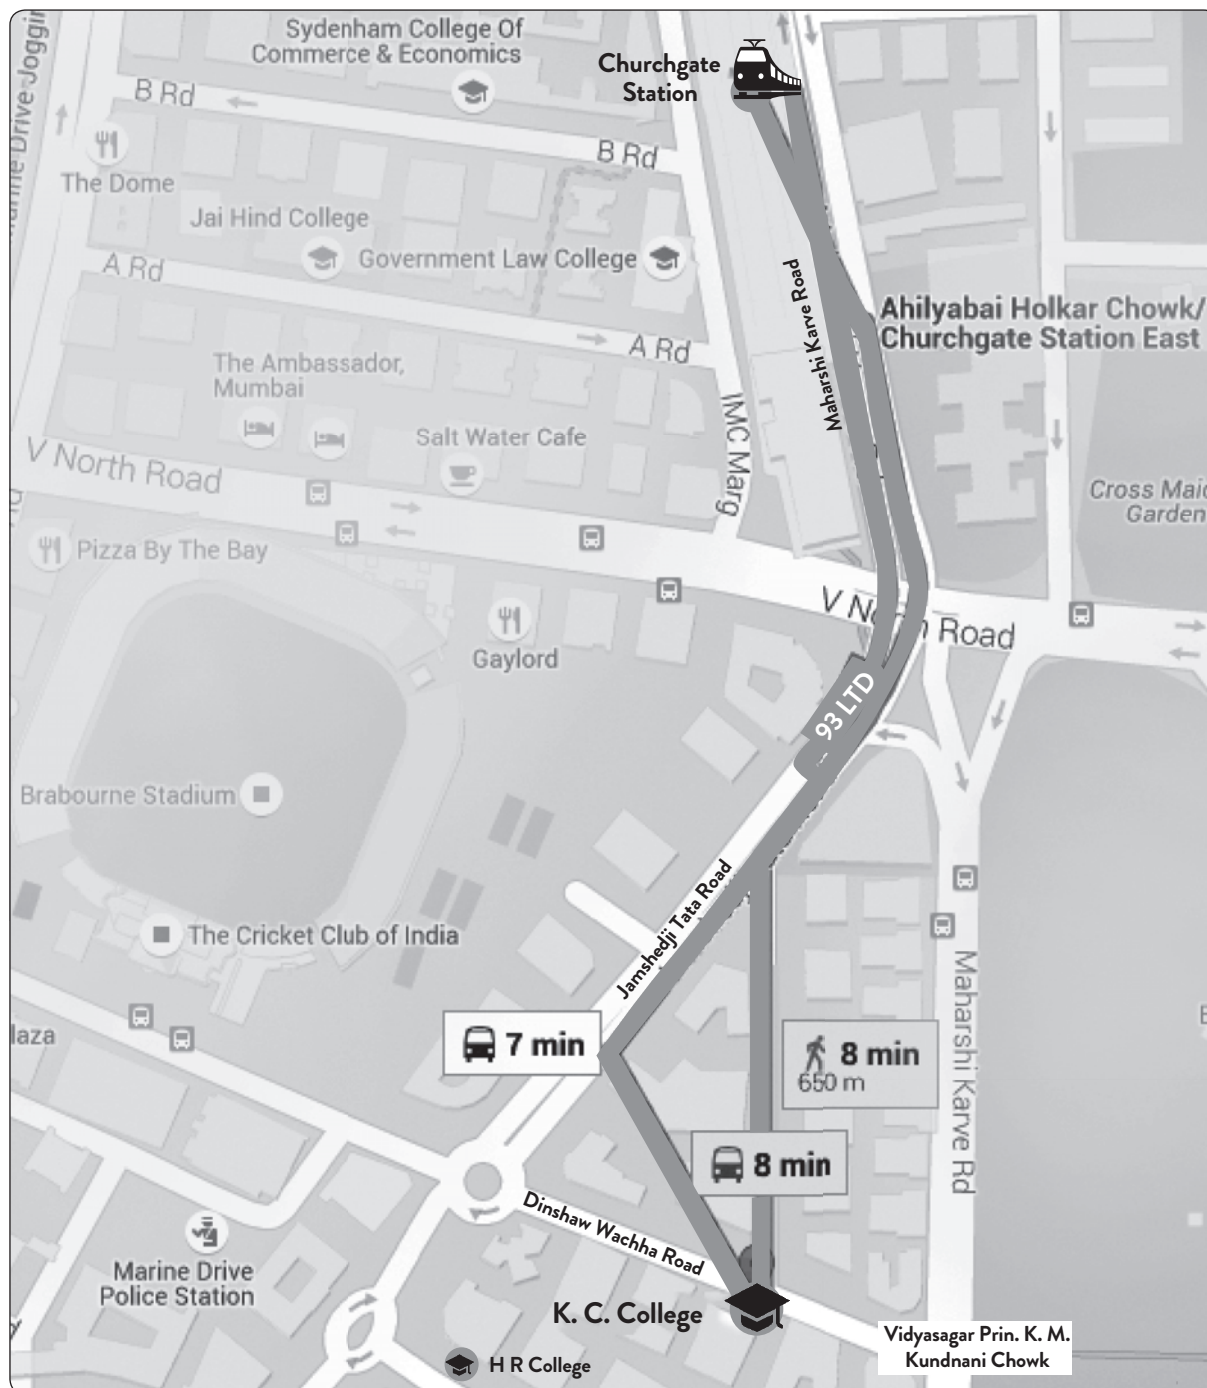 Sydenham College Of
Commerce & Economics
Churchgate
Station
B Rd
B Rd
The Dome
Jai Hind College
Government Law College
A Rd
A Rd
Maharshi Karve Road
Ahilyabai Holkar Chowk/
Churchgate Station East
The Ambassador,
Mumbai
IMC Marg
Salt Water Cafe
V North Road
Cross Maid
Garden
Pizza By The Bay
V North Road
Gaylord
93 LTD
Brabourne Stadium
Jamshedji Tata Road
The Cricket Club of India
Maharshi Karve Rd
laza
7 min
8 min
650 m
8 min
Dinshaw Wachha Road
Marine Drive
Police Station
K. C. College
Vidyasagar Prin. K. M.
Kundnani Chowk
H R College